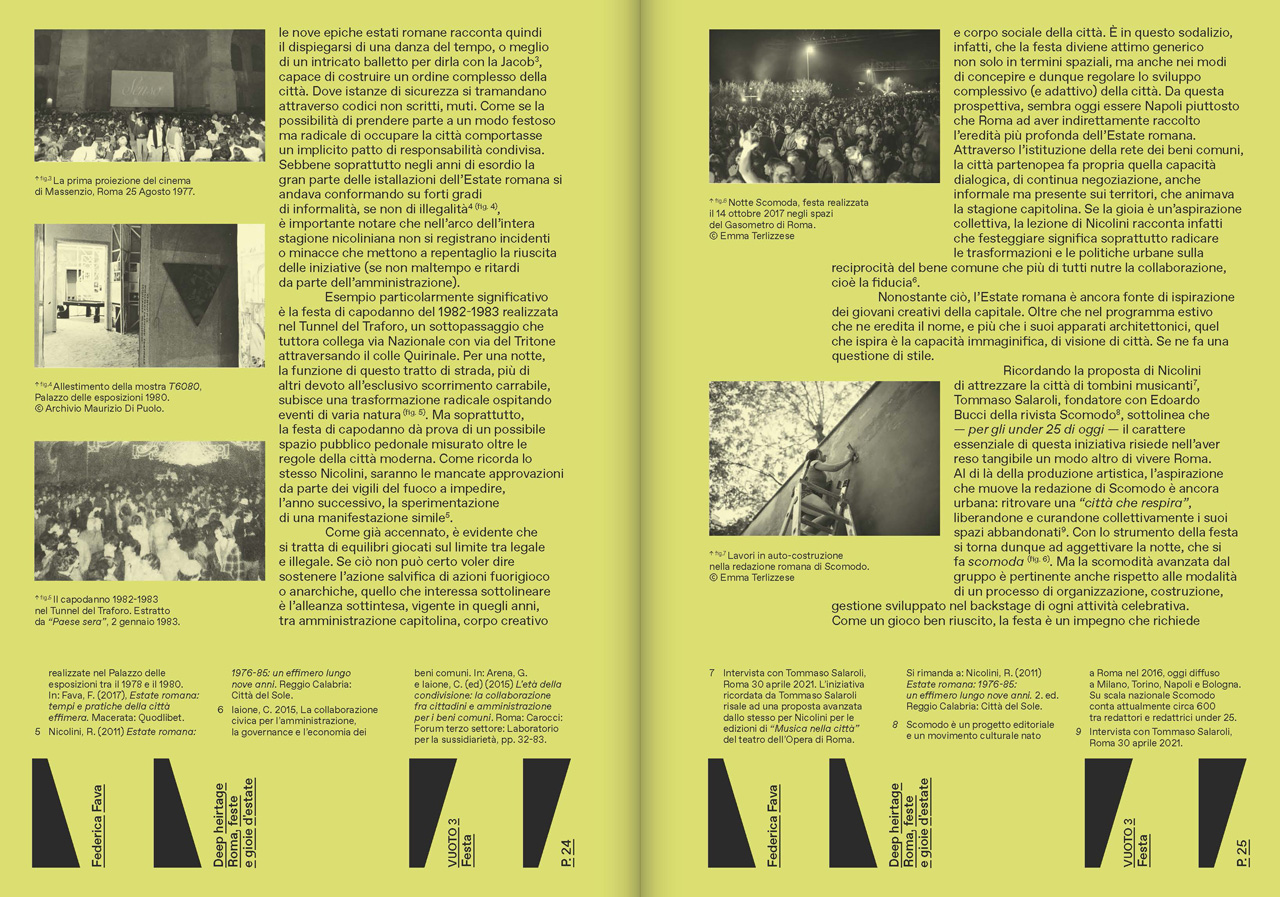 le nove epiche estati romane racconta quindi
il dispiegarsi di una danza del tempo, o meglio
di un intricato balletto per dirla con la Jacob³,
capace di costruire un ordine complesso della
città. Dove istanze di sicurezza si tramandano
attraverso codici non scritti, muti. Come se la
possibilità di prendere parte a un modo festoso
ma radicale di occupare la città comportasse
un implicito patto di responsabilità condivisa.
Sebbene soprattutto negli anni di esordio la
gran parte delle istallazioni dell'Estate romana si
andava conformando su forti gradi
di informalità, se non di illegalità⁴ (fig. 4),
è importante notare che nell'arco dell'intera
stagione nicoliniana non si registrano incidenti
o minacce che mettono a repentaglio la riuscita
delle iniziative (se non maltempo e ritardi
da parte dell'amministrazione).
Esempio particolarmente significativo
è la festa di capodanno del 1982-1983 realizzata
nel Tunnel del Traforo, un sottopassaggio che
tuttora collega via Nazionale con via del Tritone
attraversando il colle Quirinale. Per una notte,
la funzione di questo tratto di strada, più di
altri devoto all'esclusivo scorrimento carrabile,
subisce una trasformazione radicale ospitando
eventi di varia natura (fig. 5). Ma soprattutto,
la festa di capodanno dà prova di un possibile
spazio pubblico pedonale misurato oltre le
regole della città moderna. Come ricorda lo
stesso Nicolini, saranno le mancate approvazioni
da parte dei vigili del fuoco a impedire,
l'anno successivo, la sperimentazione
di una manifestazione simile⁵.
Come già accennato, è evidente che
si tratta di equilibri giocati sul limite tra legale
e illegale. Se ciò non può certo voler dire
sostenere l'azione salvifica di azioni fuorigioco
o anarchiche, quello che interessa sottolineare
è l'alleanza sottintesa, vigente in quegli anni,
tra amministrazione capitolina, corpo creativo
Senso
↑ fig.3 La prima proiezione del cinema
di Massenzio, Roma 25 Agosto 1977.
↑ fig.4 Allestimento della mostra T6080,
Palazzo delle esposizioni 1980.
© Archivio Maurizio Di Puolo.
↑ fig.5 Il capodanno 1982-1983
nel Tunnel del Traforo. Estratto
da “Paese sera”, 2 gennaio 1983.
realizzate nel Palazzo delle
esposizioni tra il 1978 e il 1980.
In: Fava, F. (2017), Estate romana:
tempi e pratiche della città
effimera. Macerata: Quodlibet.
5 Nicolini, R. (2011) Estate romana:
1976-85: un effimero lungo
nove anni. Reggio Calabria:
Città del Sole.
6 Iaione, C. 2015, La collaborazione
civica per l'amministrazione,
la governance e l'economia dei
beni comuni. In: Arena, G.
e Iaione, C. (ed) (2015) L'età della
condivisione: la collaborazione
fra cittadini e amministrazione
per i beni comuni. Roma: Carocci:
Forum terzo settore: Laboratorio
per la sussidiarietà, pp. 32-83.
Federica Fava
Deep heirtage
Roma, feste
e gioie d'estate
VUOTO 3
Festa
P. 24
e corpo sociale della città. È in questo sodalizio,
infatti, che la festa diviene attimo generico
non solo in termini spaziali, ma anche nei modi
di concepire e dunque regolare lo sviluppo
complessivo (e adattivo) della città. Da questa
prospettiva, sembra oggi essere Napoli piuttosto
che Roma ad aver indirettamente raccolto
l'eredità più profonda dell'Estate romana.
Attraverso l'istituzione della rete dei beni comuni,
la città partenopea fa propria quella capacità
dialogica, di continua negoziazione, anche
informale ma presente sui territori, che animava
la stagione capitolina. Se la gioia è un'aspirazione
collettiva, la lezione di Nicolini racconta infatti
che festeggiare significa soprattutto radicare
le trasformazioni e le politiche urbane sulla
reciprocità del bene comune che più di tutti nutre la collaborazione,
cioè la fiducia⁶.
Nonostante ciò, l'Estate romana è ancora fonte di ispirazione
dei giovani creativi della capitale. Oltre che nel programma estivo
che ne eredita il nome, e più che i suoi apparati architettonici, quel
che ispira è la capacità immaginifica, di visione di città. Se ne fa una
questione di stile.
Ricordando la proposta di Nicolini
di attrezzare la città di tombini musicanti⁷,
Tommaso Salaroli, fondatore con Edoardo
Bucci della rivista Scomodo⁸, sottolinea che
— per gli under 25 di oggi — il carattere
essenziale di questa iniziativa risiede nell'aver
reso tangibile un modo altro di vivere Roma.
Al di là della produzione artistica, l'aspirazione
che muove la redazione di Scomodo è ancora
urbana: ritrovare una “città che respira”,
liberandone e curandone collettivamente i suoi
spazi abbandonati⁹. Con lo strumento della festa
si torna dunque ad aggettivare la notte, che si
fa scomoda (fig. 6). Ma la scomodità avanzata dal
gruppo è pertinente anche rispetto alle modalità
di un processo di organizzazione, costruzione,
gestione sviluppato nel backstage di ogni attività celebrativa.
Come un gioco ben riuscito, la festa è un impegno che richiede
↑ fig.6 Notte Scomoda, festa realizzata
il 14 ottobre 2017 negli spazi
del Gasometro di Roma.
© Emma Terlizzese
↑ fig.7 Lavori in auto-costruzione
nella redazione romana di Scomodo.
© Emma Terlizzese
7 Intervista con Tommaso Salaroli,
Roma 30 aprile 2021. L'iniziativa
ricordata da Tommaso Salaroli
risale ad una proposta avanzata
dallo stesso per Nicolini per le
edizioni di “Musica nella città”
del teatro dell'Opera di Roma.
Si rimanda a: Nicolini, R. (2011)
Estate romana: 1976-85:
un effimero lungo nove anni. 2. ed.
Reggio Calabria: Città del Sole.
8 Scomodo è un progetto editoriale
e un movimento culturale nato
a Roma nel 2016, oggi diffuso
a Milano, Torino, Napoli e Bologna.
Su scala nazionale Scomodo
conta attualmente circa 600
tra redattori e redattrici under 25.
9 Intervista con Tommaso Salaroli,
Roma 30 aprile 2021.
Federica Fava
Deep heirtage
Roma, feste
e gioie d'estate
VUOTO 3
Festa
P. 25